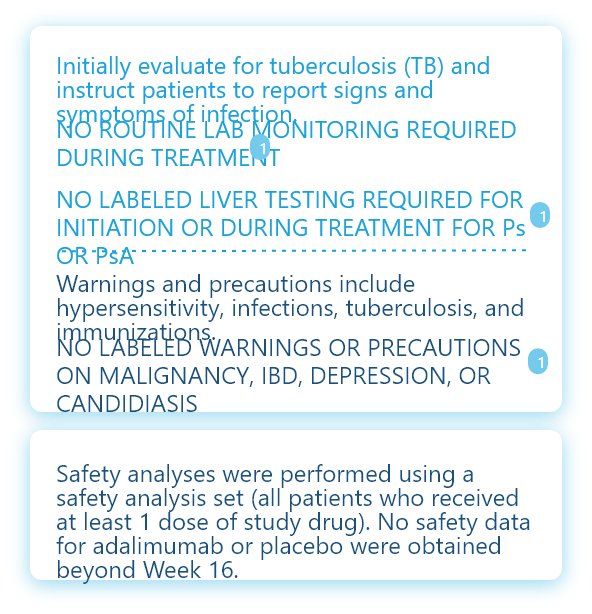 Initially evaluate for tuberculosis (TB) and
instruct patients to report signs and
symptoms of infection.
NO ROUTINE LAB MONITORING REQUIRED
DURING TREATMENT
1
NO LABELED LIVER TESTING REQUIRED FOR
INITIATION OR DURING TREATMENT FOR Ps 1
OR PsA
Warnings and precautions include
hypersensitivity, infections, tuberculosis, and
immunizations.
NO LABELED WARNINGS OR PRECAUTIONS
ON MALIGNANCY, IBD, DEPRESSION, OR 1
CANDIDIASIS
Safety analyses were performed using a
safety analysis set (all patients who received
at least 1 dose of study drug). No safety data
for adalimumab or placebo were obtained
beyond Week 16.